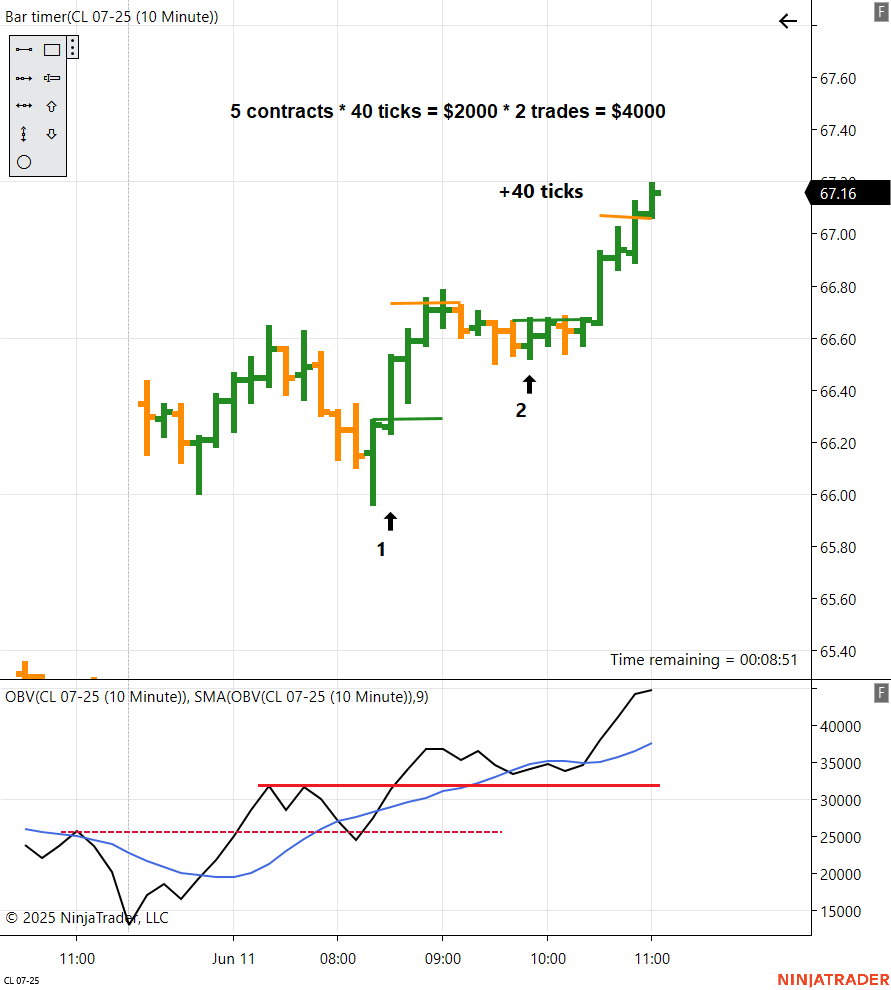 Bar timer(CL 07-25 (10 Minute))
F
67.60
5 contracts * 40 ticks = $2000 * 2 trades = $4000
67.40
67.20
+40 ticks
67.16
67.00
66.80
66.60
66.40
2
66.20
66.00
1
65.80
65.60
65.40
Time remaining = 00:08:51
OBV(CL 07-25 (10 Minute)), SMA(OBV(CL 07-25 (10 Minute)),9)
F
40000
35000
30000
25000
20000
15000
© 2025 NinjaTrader, LLC
11:00 Jun 11 08:00 09:00 10:00 11:00
CL 07-25
NINJATRADER